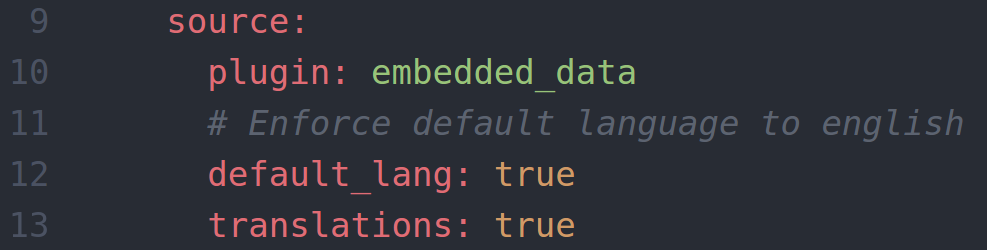 9 source:
10 plugin: embedded_data
11 # Enforce default language to english
12 default_lang: true
13 translations: true